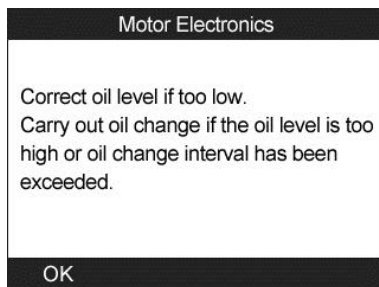 Motor Electronics
Correct oil level if too low.
Carry out oil change if the oil level is too
high or oil change interval has been
exceeded.
OK